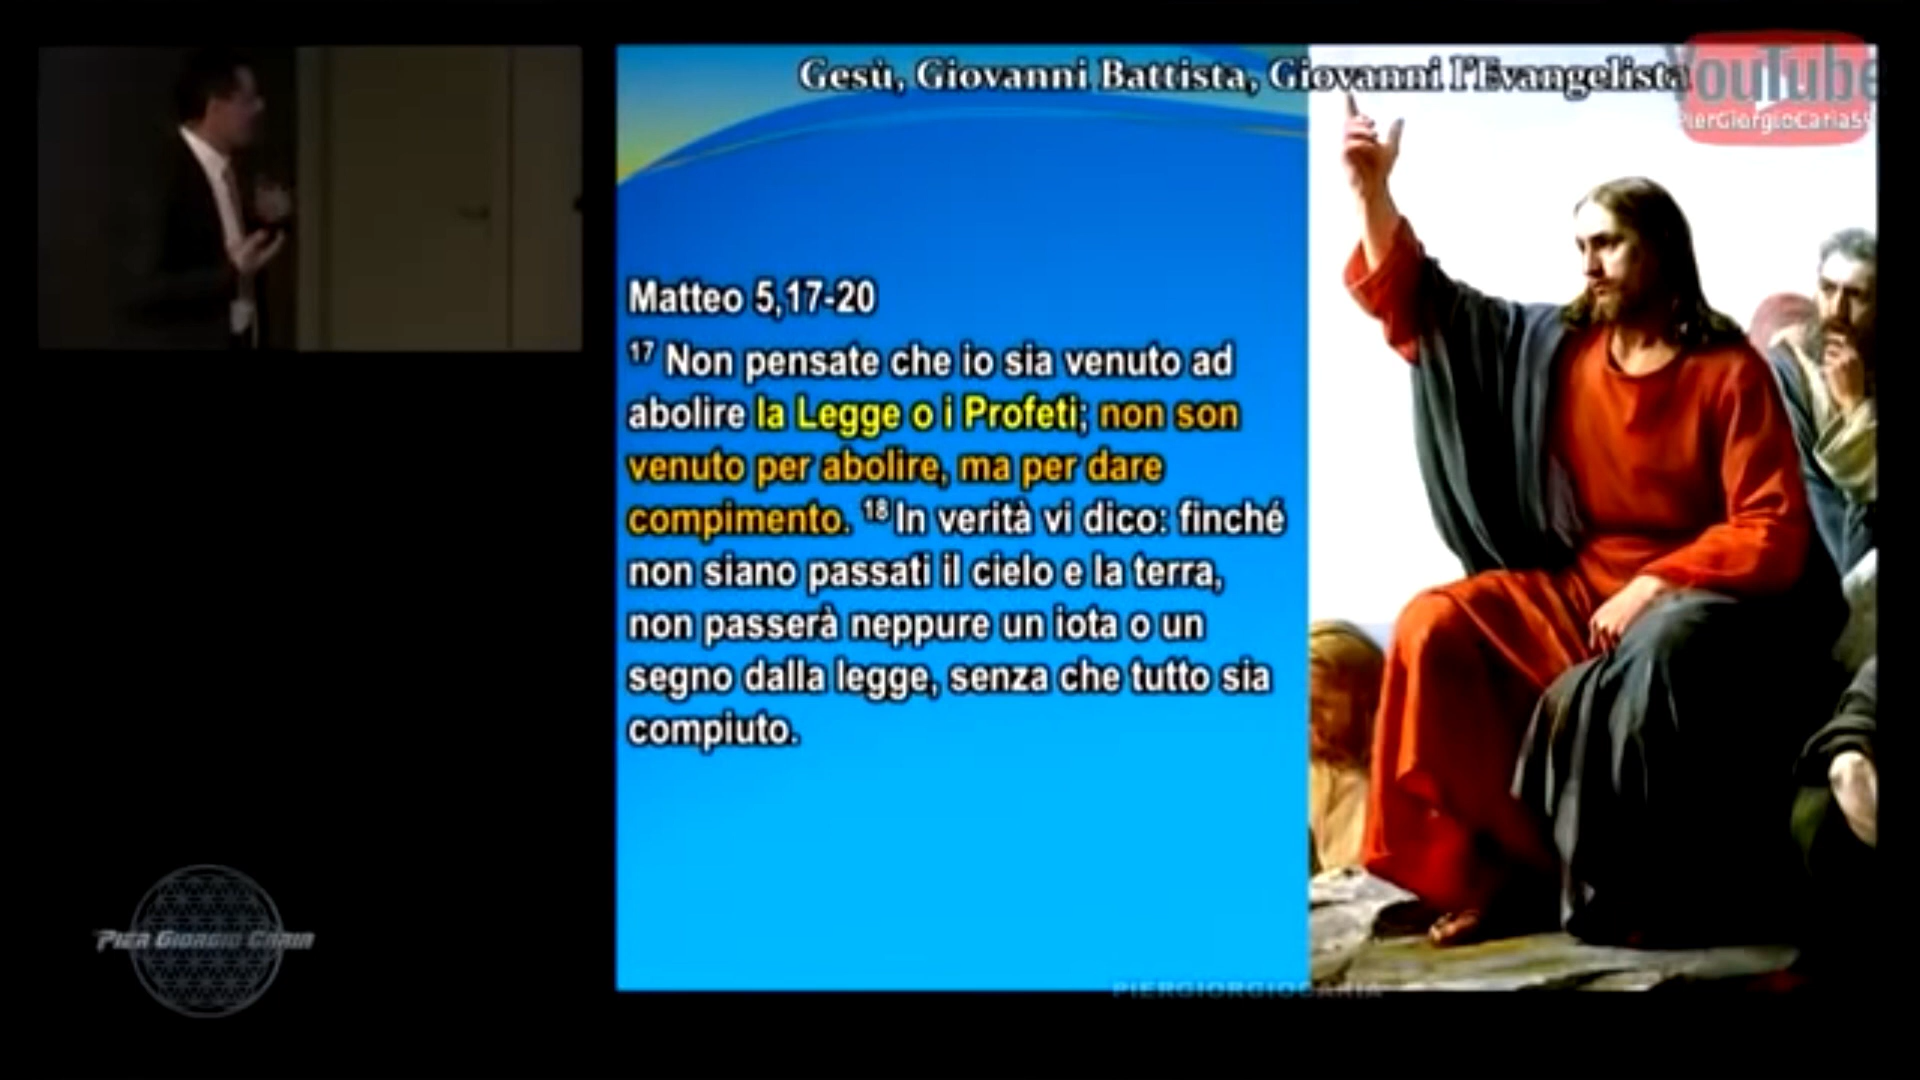 Gesù, Giovanni Battista, Giovanni l'Evangelista
YouTube
PierGiorgioCaria
Matteo 5,17-20
17 Non pensate che io sia venuto ad
abolire la Legge o i Profeti; non son
venuto per abolire, ma per dare
compimento. 18 In verità vi dico: finché
non siano passati il cielo e la terra,
non passerà neppure un iota o un
segno dalla legge, senza che tutto sia
compiuto.
PIER GIORGIO CARIA
PIERGIORGIOCARIA